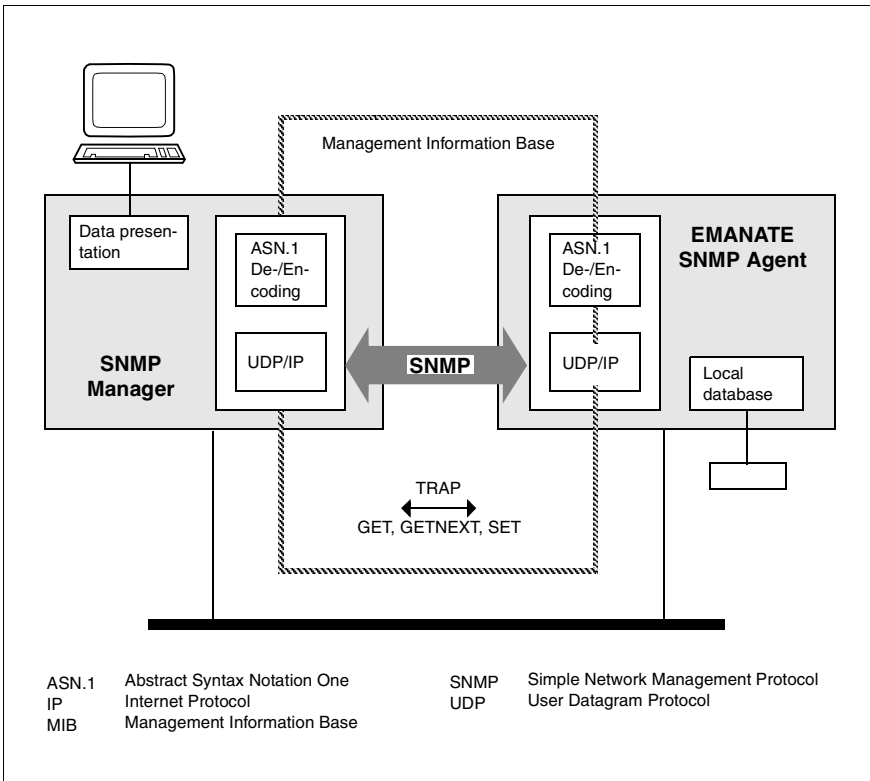 Management Information Base
Data presen-
tation
ASN.1
De-/En-
coding
UDP/IP
SNMP
Manager
SNMP
ASN.1
De-/En-
coding
UDP/IP
EMANATE
SNMP Agent
Local
database
TRAP
GET, GETNEXT, SET
ASN.1 Abstract Syntax Notation One
IP Internet Protocol
MIB Management Information Base
SNMP Simple Network Management Protocol
UDP User Datagram Protocol